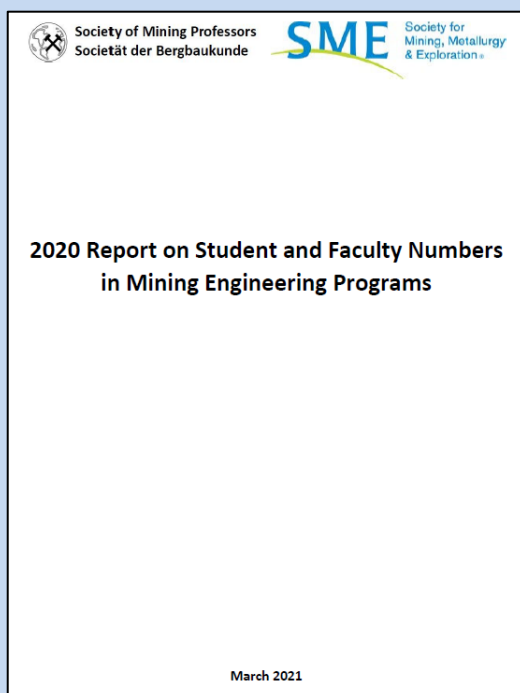 Society of Mining Professors
Societät der Bergbaukunde
SME
Society for
Mining, Metallurgy
& Exploration®
2020 Report on Student and Faculty Numbers
in Mining Engineering Programs
March 2021